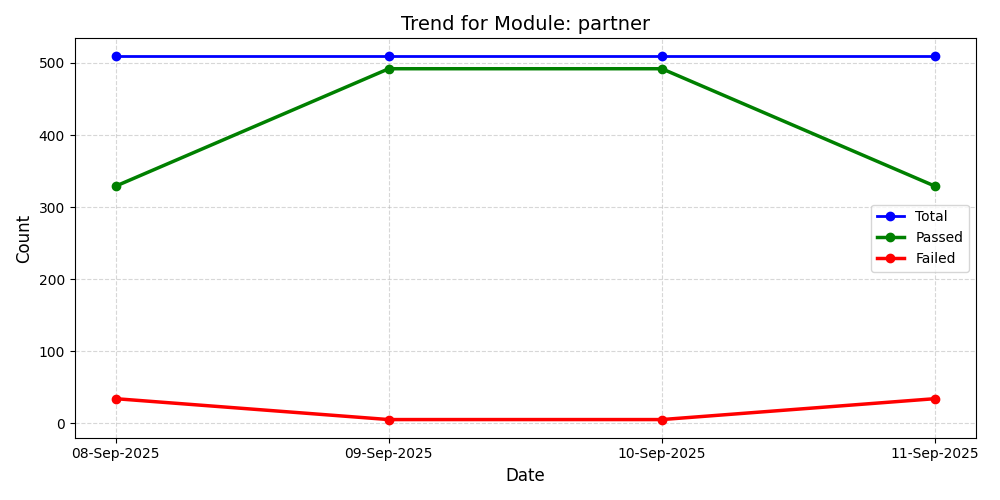 Trend for Module: partner
Count
500
400
300
200
100
0
Total
Passed
Failed
08-Sep-2025
09-Sep-2025
10-Sep-2025
11-Sep-2025
Date